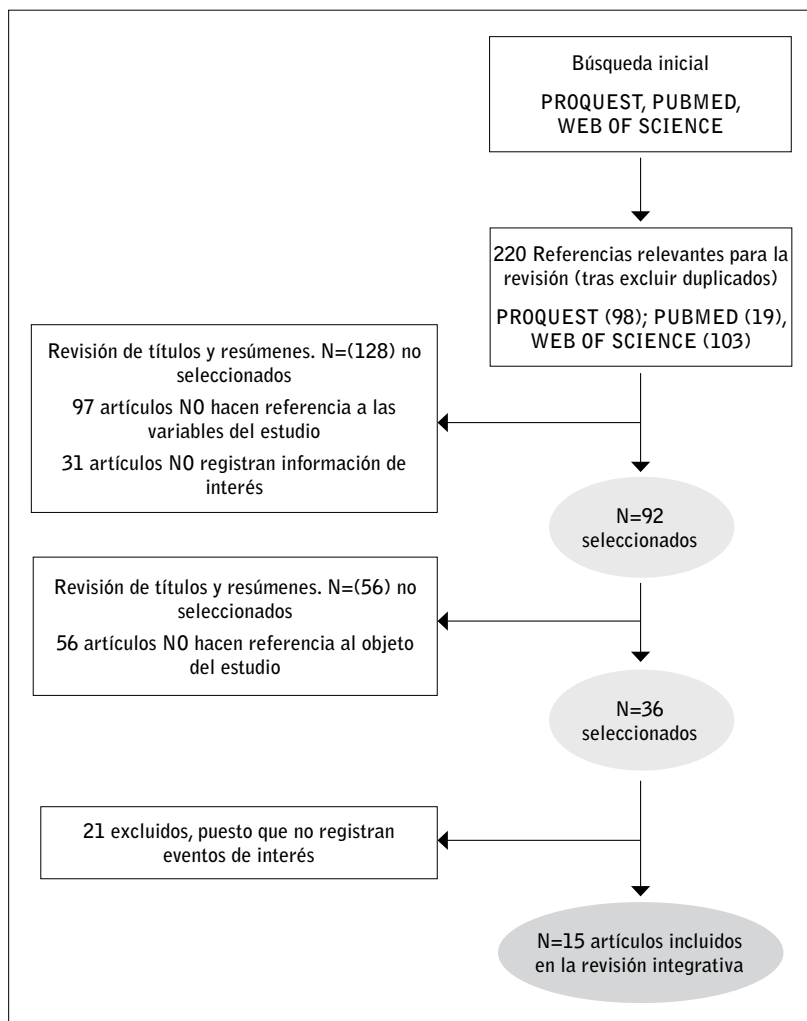 Búsqueda inicial
PROQUEST, PUBMED,
WEB OF SCIENCE
220 Referencias relevantes para la
revisión (tras excluir duplicados)
PROQUEST (98); PUBMED (19),
WEB OF SCIENCE (103)
Revisión de títulos y resúmenes. N=(128) no
seleccionados
97 artículos NO hacen referencia a las
variables del estudio
31 artículos NO registran información de
interés
N=92
seleccionados
Revisión de títulos y resúmenes. N=(56) no
seleccionados
56 artículos NO hacen referencia al objeto
del estudio
N=36
seleccionados
21 excluidos, puesto que no registran
eventos de interés
N=15 artículos incluidos
en la revisión integrativa